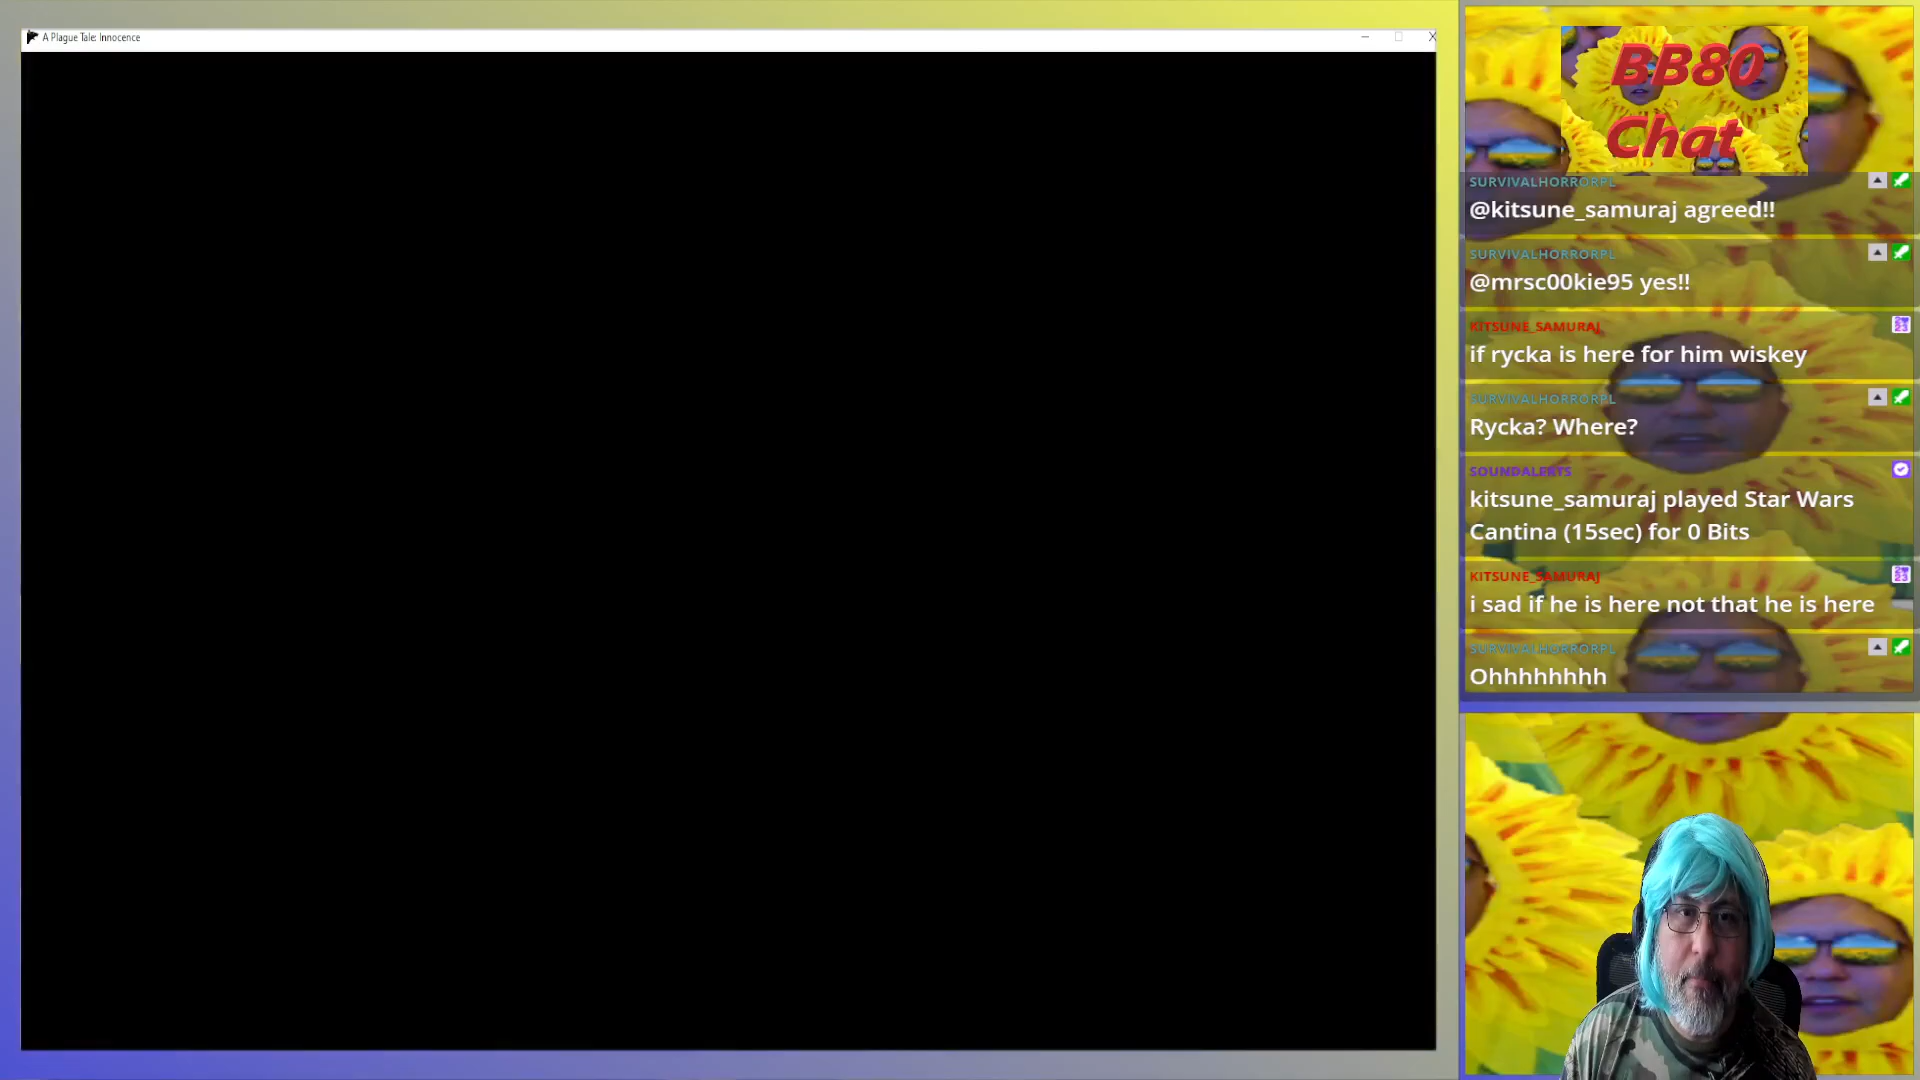 A Plague Tale: Innocence
BB80
Chat
SURVIVALHORRORPL
@kitsune_samuraj agreed!!
SURVIVALHORRORPL
@mrsc00kie95 yes!!
KITSUNE_SAMURAJ
if rycka is here for him wiskey
SURVIVALHORRORPL
Rycka? Where?
SOUNDALERTS
kitsune_samuraj played Star Wars
Cantina (15sec) for 0 Bits
KITSUNE_SAMURAJ
i sad if he is here not that he is here
SURVIVALHORRORPL
Ohhhhhhhh